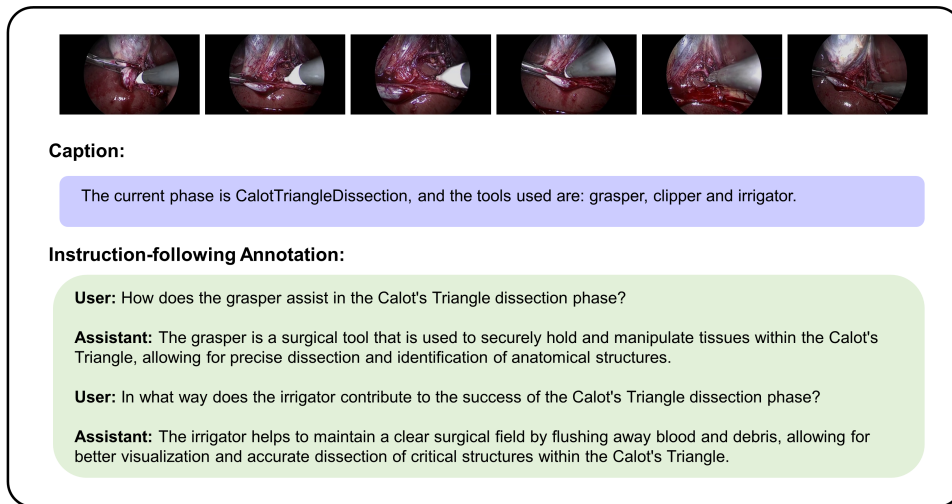 Caption:
The current phase is CalotTriangleDissection, and the tools used are: grasper, clipper and irrigator.
Instruction-following Annotation:
User: How does the grasper assist in the Calot's Triangle dissection phase?
Assistant: The grasper is a surgical tool that is used to securely hold and manipulate tissues within the Calot's
Triangle, allowing for precise dissection and identification of anatomical structures.
User: In what way does the irrigator contribute to the success of the Calot's Triangle dissection phase?
Assistant: The irrigator helps to maintain a clear surgical field by flushing away blood and debris, allowing for
better visualization and accurate dissection of critical structures within the Calot's Triangle.